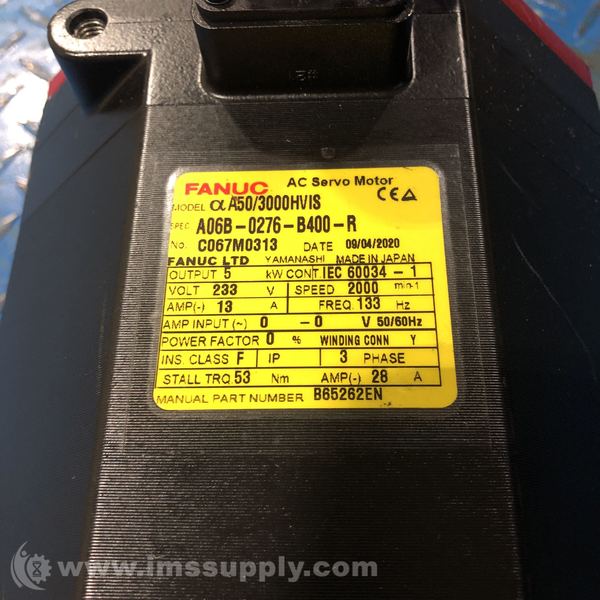 FANUC AC Servo Motor
MODEL αA50/3000HVIS CE
SPEC. A06B-0276-B400-R
No. C067M0313 DATE 09/04/2020
FANUC LTD YAMANASHI MADE IN JAPAN
OUTPUT 5 kW CONT. IEC 60034-1
VOLT 233 V SPEED 2000 min-1
AMP(~) 13 A FREQ. 133 Hz
AMP INPUT (~) 0 - 0 V 50/60Hz
POWER FACTOR 0 % WINDING CONN Y
INS. CLASS F IP 3 PHASE
STALL TRQ. 53 Nm AMP(~) 28 A
MANUAL PART NUMBER B65262EN
www.imssupply.com